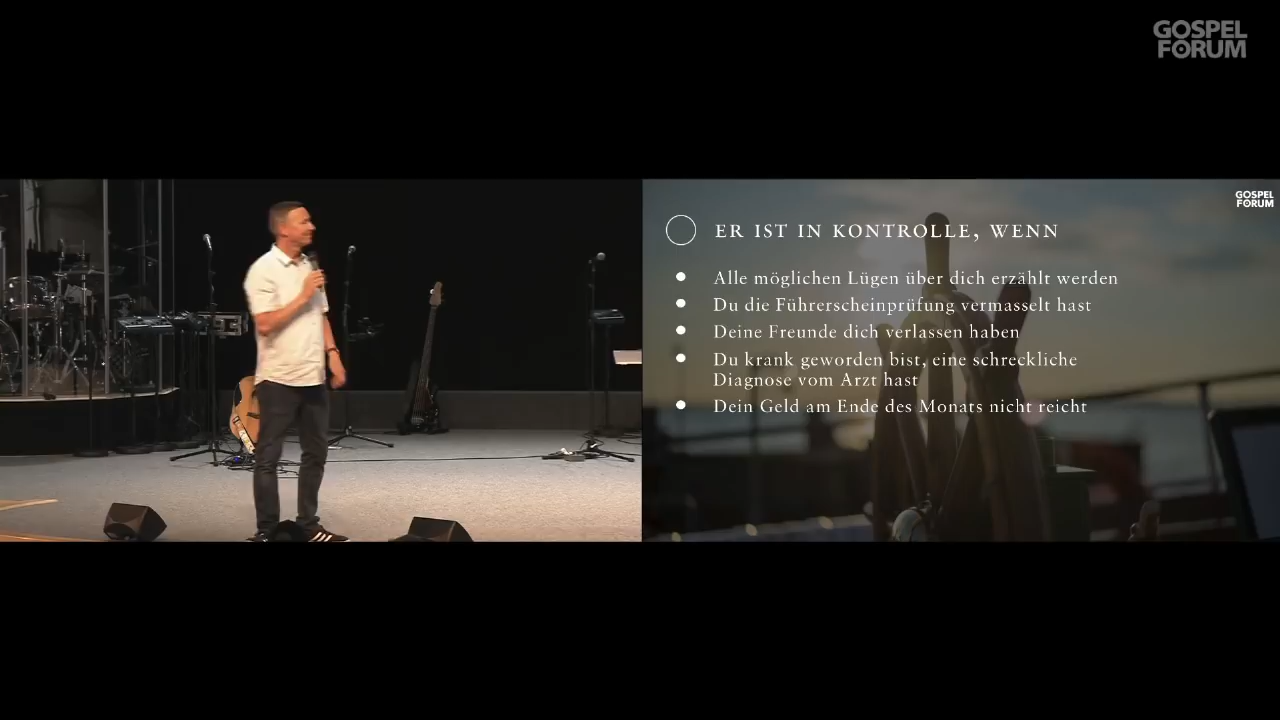 GOSPEL
FORUM
GOSPEL
FORUM
ER IST IN KONTROLLE, WENN
Alle möglichen Lügen über dich erzählt werden
Du die Führerscheinprüfung vermasselt hast
Deine Freunde dich verlassen haben
Du krank geworden bist, eine schreckliche
Diagnose vom Arzt hast
Dein Geld am Ende des Monats nicht reicht